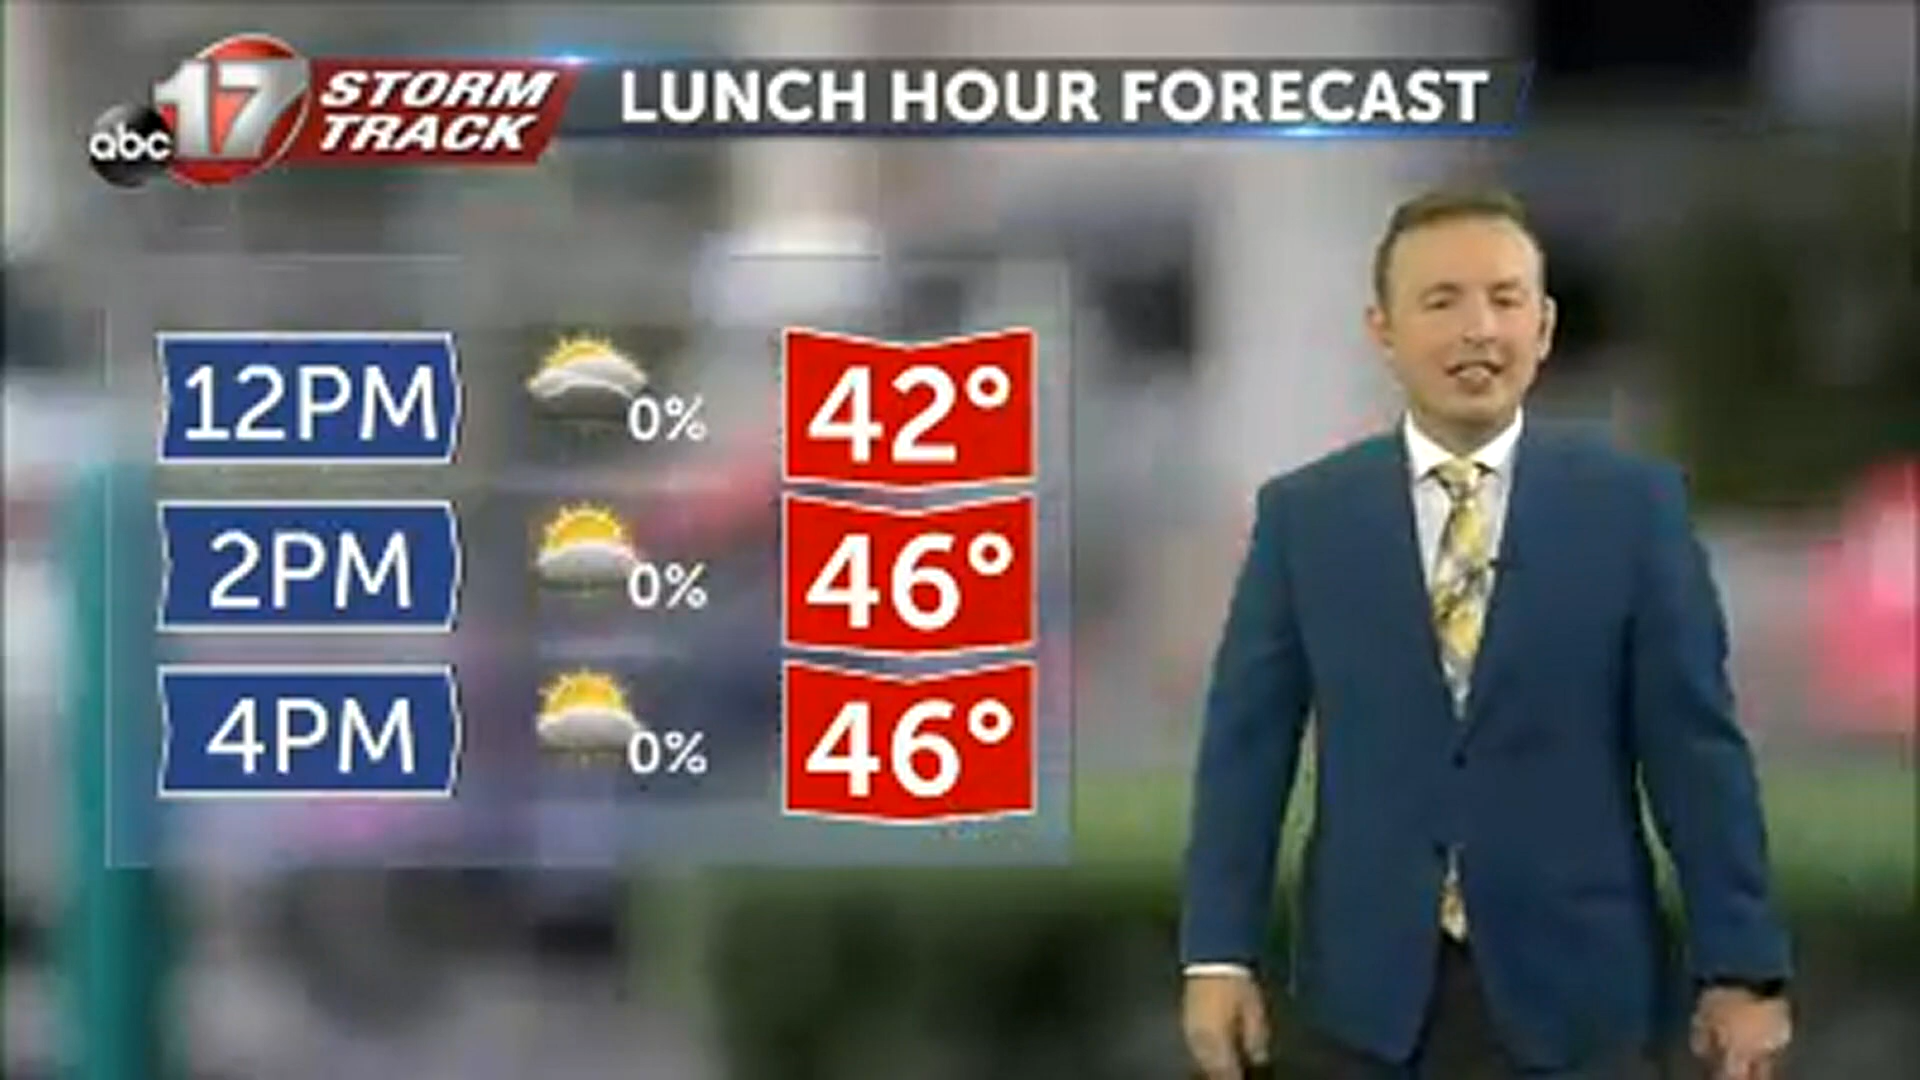 abc 17 STORM
TRACK
LUNCH HOUR FORECAST
12PM 0% 42°
2PM 0% 46°
4PM 0% 46°